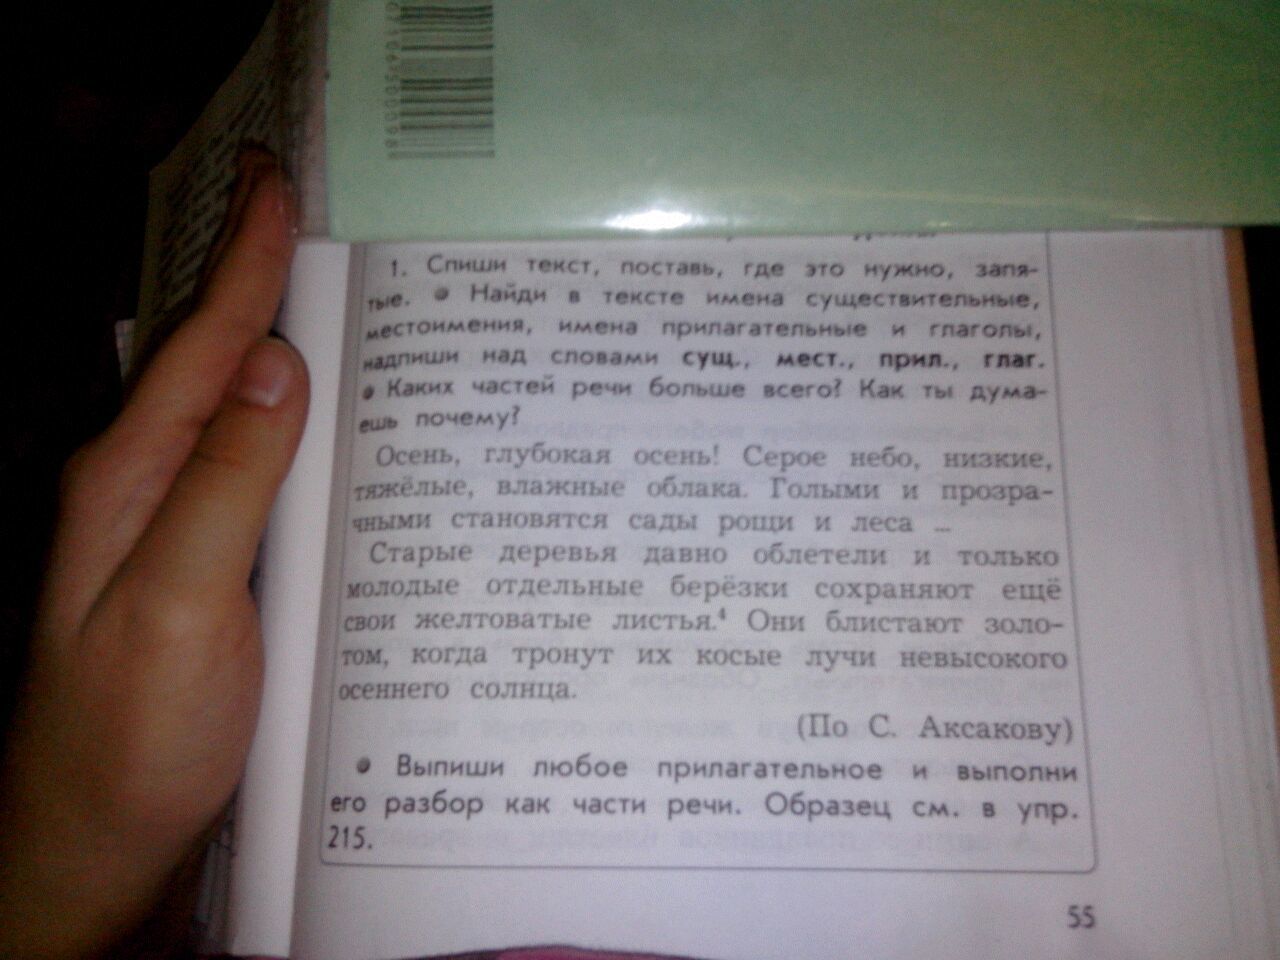 1. Спиши текст, поставь, где это нужно, запя-
тые. • Найди в тексте имена существительные,
местоимения, имена прилагательные и глаголы,
надпиши над словами сущ., мест., прил., глаг.
• Каких частей речи больше всего? Как ты дума-
ешь почему?
Осень, глубокая осень! Серое небо, низкие,
тяжёлые, влажные облака. Голыми и прозра-
чными становятся сады рощи и леса ...
Старые деревья давно облетели и только
молодые отдельные берёзки сохраняют ещё
свои желтоватые листья.⁴ Они блистают золо-
том, когда тронут их косые лучи невысокого
осеннего солнца.
(По С. Аксакову)
• Выпиши любое прилагательное и выполни
его разбор как части речи. Образец см. в упр.
215.
55